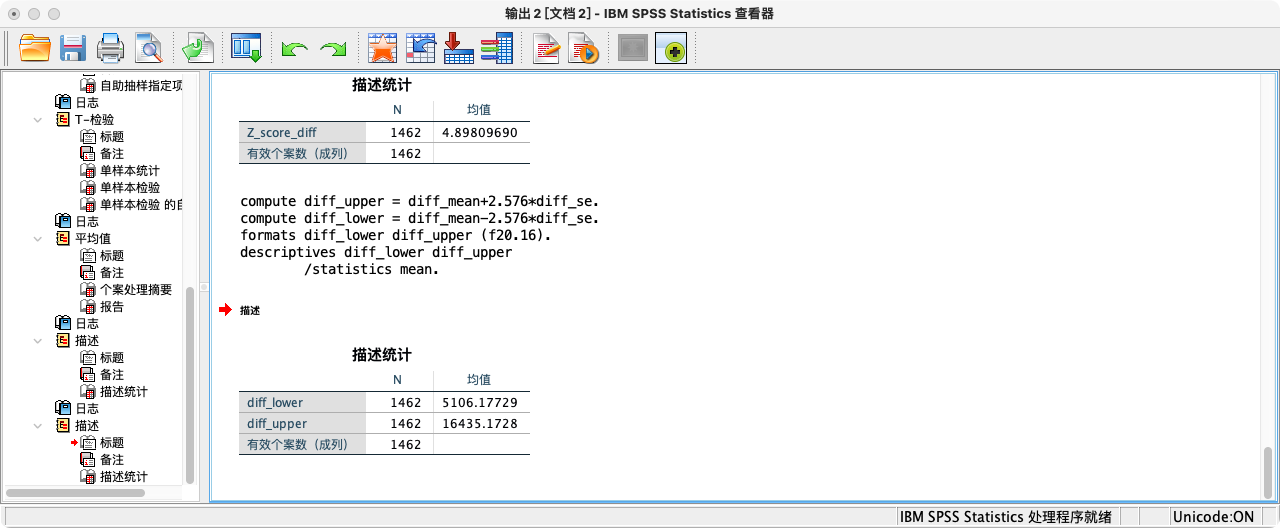 输出 2 [文档 2] - IBM SPSS Statistics 查看器
自助抽样指定项
日志
T-检验
标题
备注
单样本统计
单样本检验
单样本检验 的自
日志
平均值
标题
备注
个案处理摘要
报告
日志
描述
标题
备注
描述统计
日志
描述
标题
备注
描述统计
描述统计
N 均值
Z_score_diff 1462 4.89809690
有效个案数（成列） 1462
compute diff_upper = diff_mean+2.576*diff_se.
compute diff_lower = diff_mean−2.576*diff_se.
formats diff_lower diff_upper (f20.16).
descriptives diff_lower diff_upper
/statistics mean.
描述
描述统计
N 均值
diff_lower 1462 5106.17729
diff_upper 1462 16435.1728
有效个案数（成列） 1462
IBM SPSS Statistics 处理程序就绪
Unicode:ON